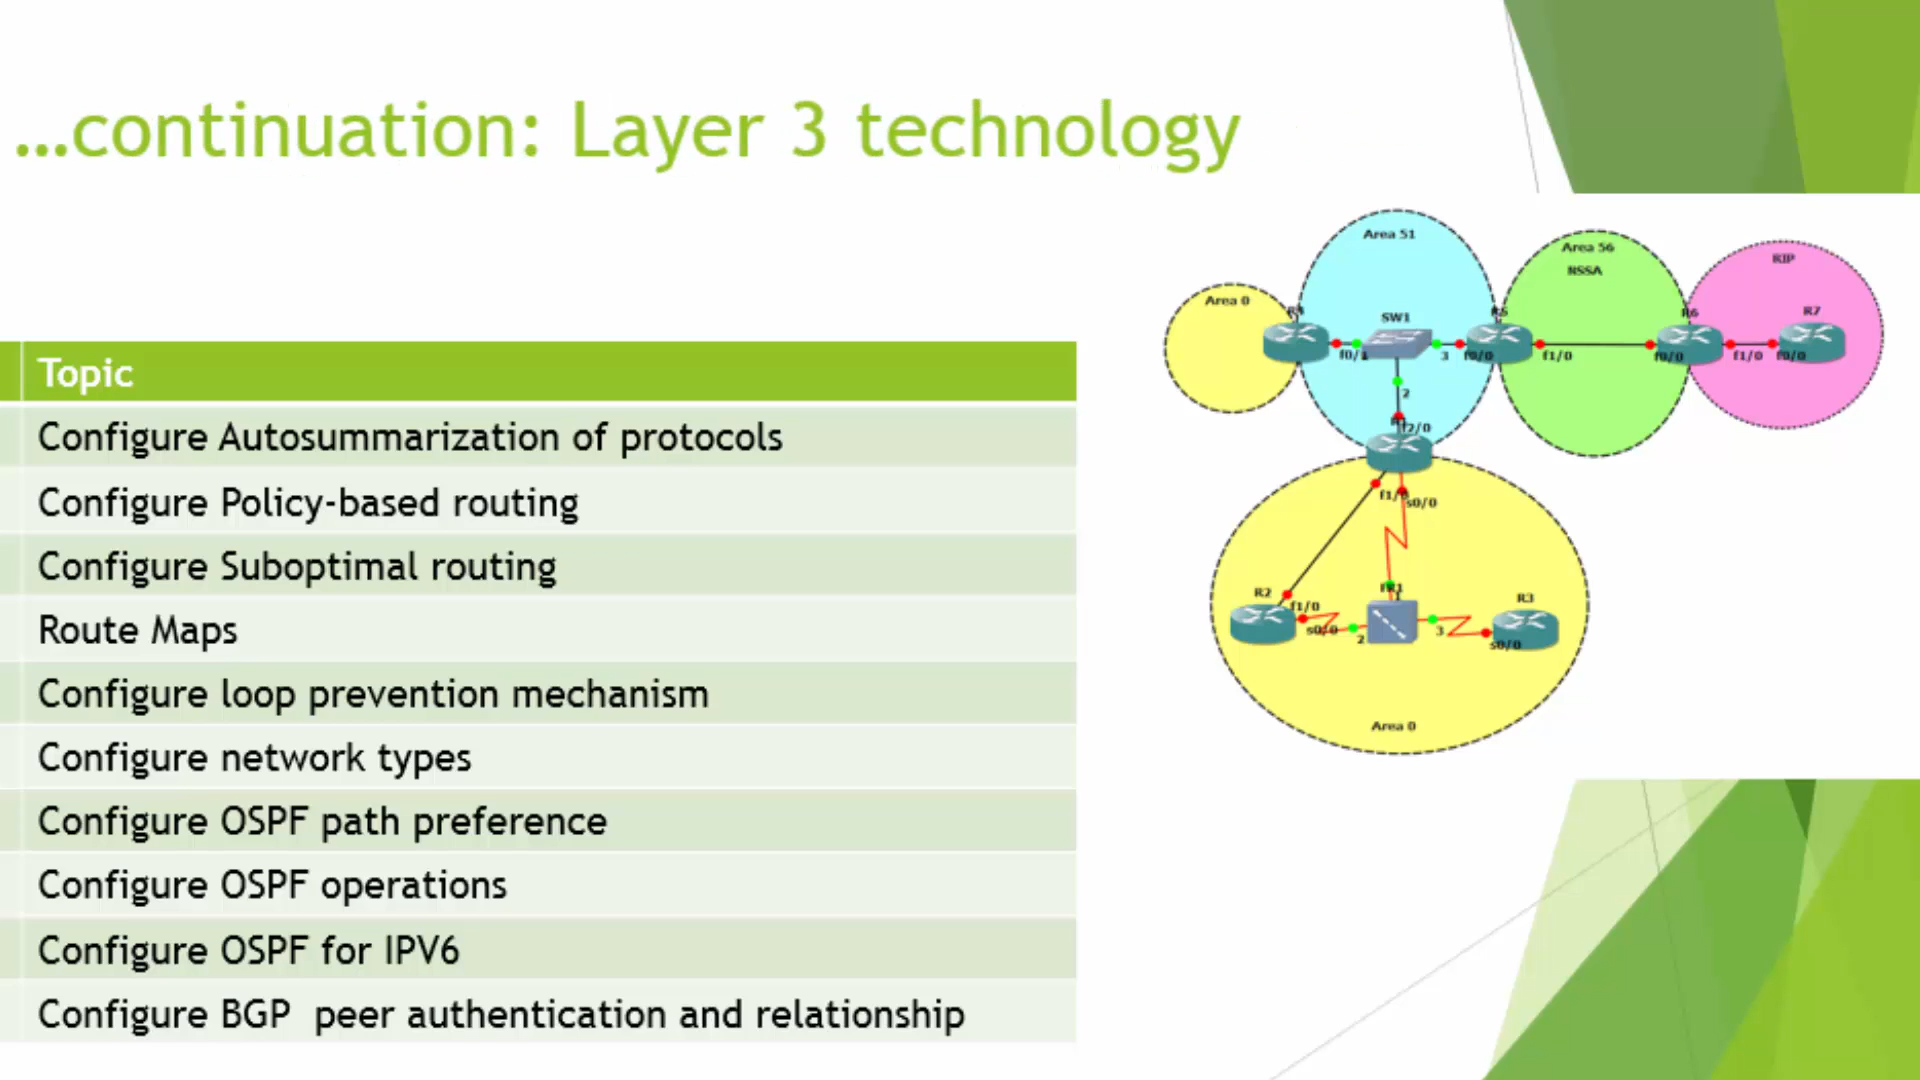 ...continuation: Layer 3 technology
Topic
Configure Autosummarization of protocols
Configure Policy-based routing
Configure Suboptimal routing
Route Maps
Configure loop prevention mechanism
Configure network types
Configure OSPF path preference
Configure OSPF operations
Configure OSPF for IPV6
Configure BGP peer authentication and relationship
Area 51
Area 56
NSSA
RIP
Area 0
SW1
R7
f0/1
3
f0/0
f1/0
f0/0
f1/0
f0/0
2
f2/0
s0/0
R2
R3
f1/0
s0/0
2
3
s0/0
Area 0